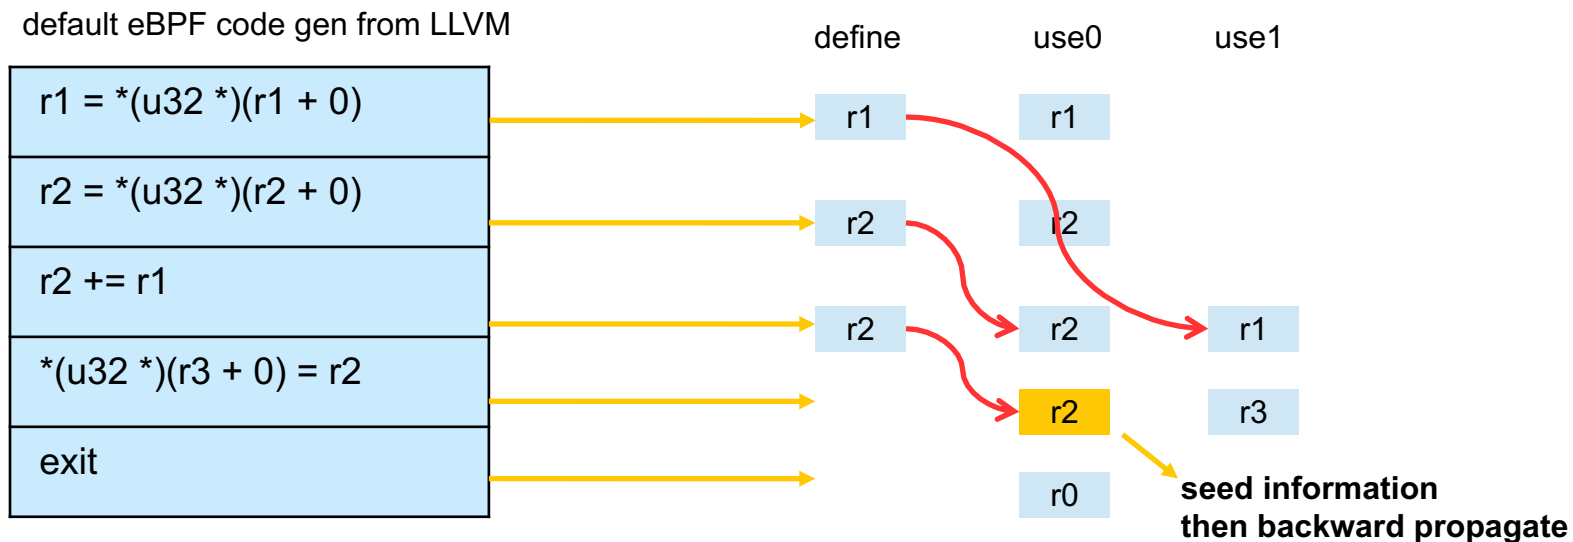 default eBPF code gen from LLVM
define use0 use1
r1 = *(u32 *)(r1 + 0)
r1 r1
r2 = *(u32 *)(r2 + 0)
r2 r2
r2 += r1
r2 r2 r1
*(u32 *)(r3 + 0) = r2
r2 r3
exit
r0
seed information
then backward propagate